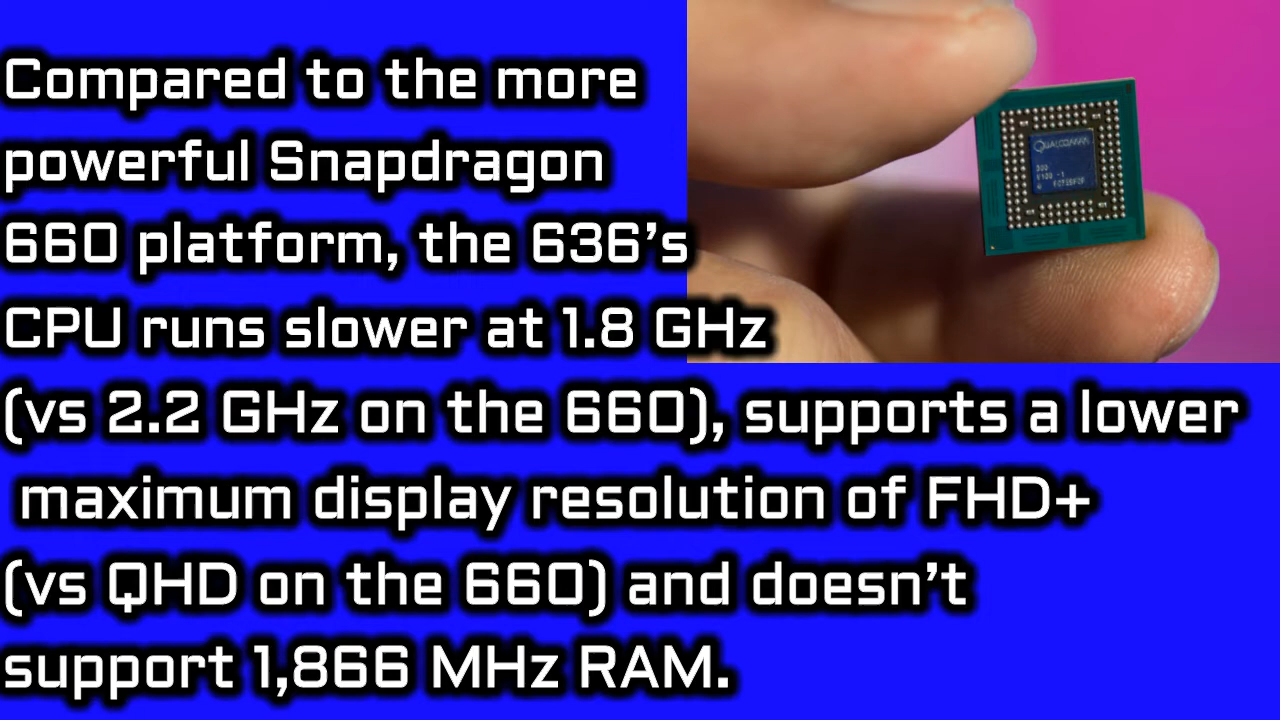 Compared to the more
powerful Snapdragon
660 platform, the 636's
CPU runs slower at 1.8 GHz
(vs 2.2 GHz on the 660), supports a lower
maximum display resolution of FHD+
(vs QHD on the 660) and doesn't
support 1,866 MHz RAM.
QUALCOMM